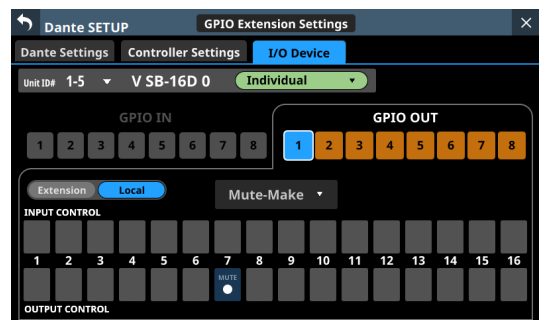 Dante SETUP
GPIO Extension Settings
Dante Settings Controller Settings I/O Device
Unit ID# 1-5 V SB-16D 0 Individual
GPIO IN GPIO OUT
1 2 3 4 5 6 7 8 1 2 3 4 5 6 7 8
Extension Local Mute-Make
INPUT CONTROL
1 2 3 4 5 6 7 8 9 10 11 12 13 14 15 16
MUTE
OUTPUT CONTROL